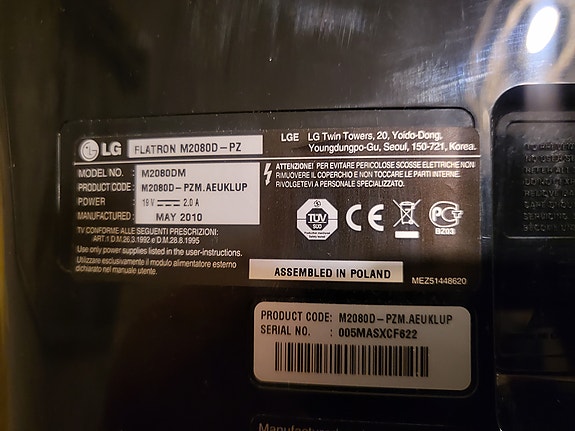 LG FLATRON M2080D-PZ
LGE LG Twin Towers, 20, Yoido-Dong,
Youngdungpo-Gu, Seoul, 150-721, Korea.
MODEL NO. : M2080DM
PRODUCT CODE : M2080D-PZM.AEUKLUP
POWER : 19V 2.0 A
MANUFACTURED : MAY 2010
TV CONFORME ALLE SEGUENTI PRESCRIZIONI:
ART.1 D.M.26.3.1992 e D.M.28.8.1995
Use only power supplies listed in the user-instructions.
Utilizzare esclusivamente il modulo alimentatore esterno
dichiarato nel manuale utente.
ATTENZIONE! PER EVITARE PERICOLOSE SCOSSE ELETTRICHE NON
RIMUOVERE IL COPERCHIO E NON TOCCARE LE PARTI INTERNE.
RIVOLGETEVI A PERSONALE SPECIALIZZATO.
TÜV
SÜD
CE
PG
B203
ASSEMBLED IN POLAND
MEZ51448620
PRODUCT CODE: M2080D-PZM.AEUKLUP
SERIAL NO. : 005MASXCF622